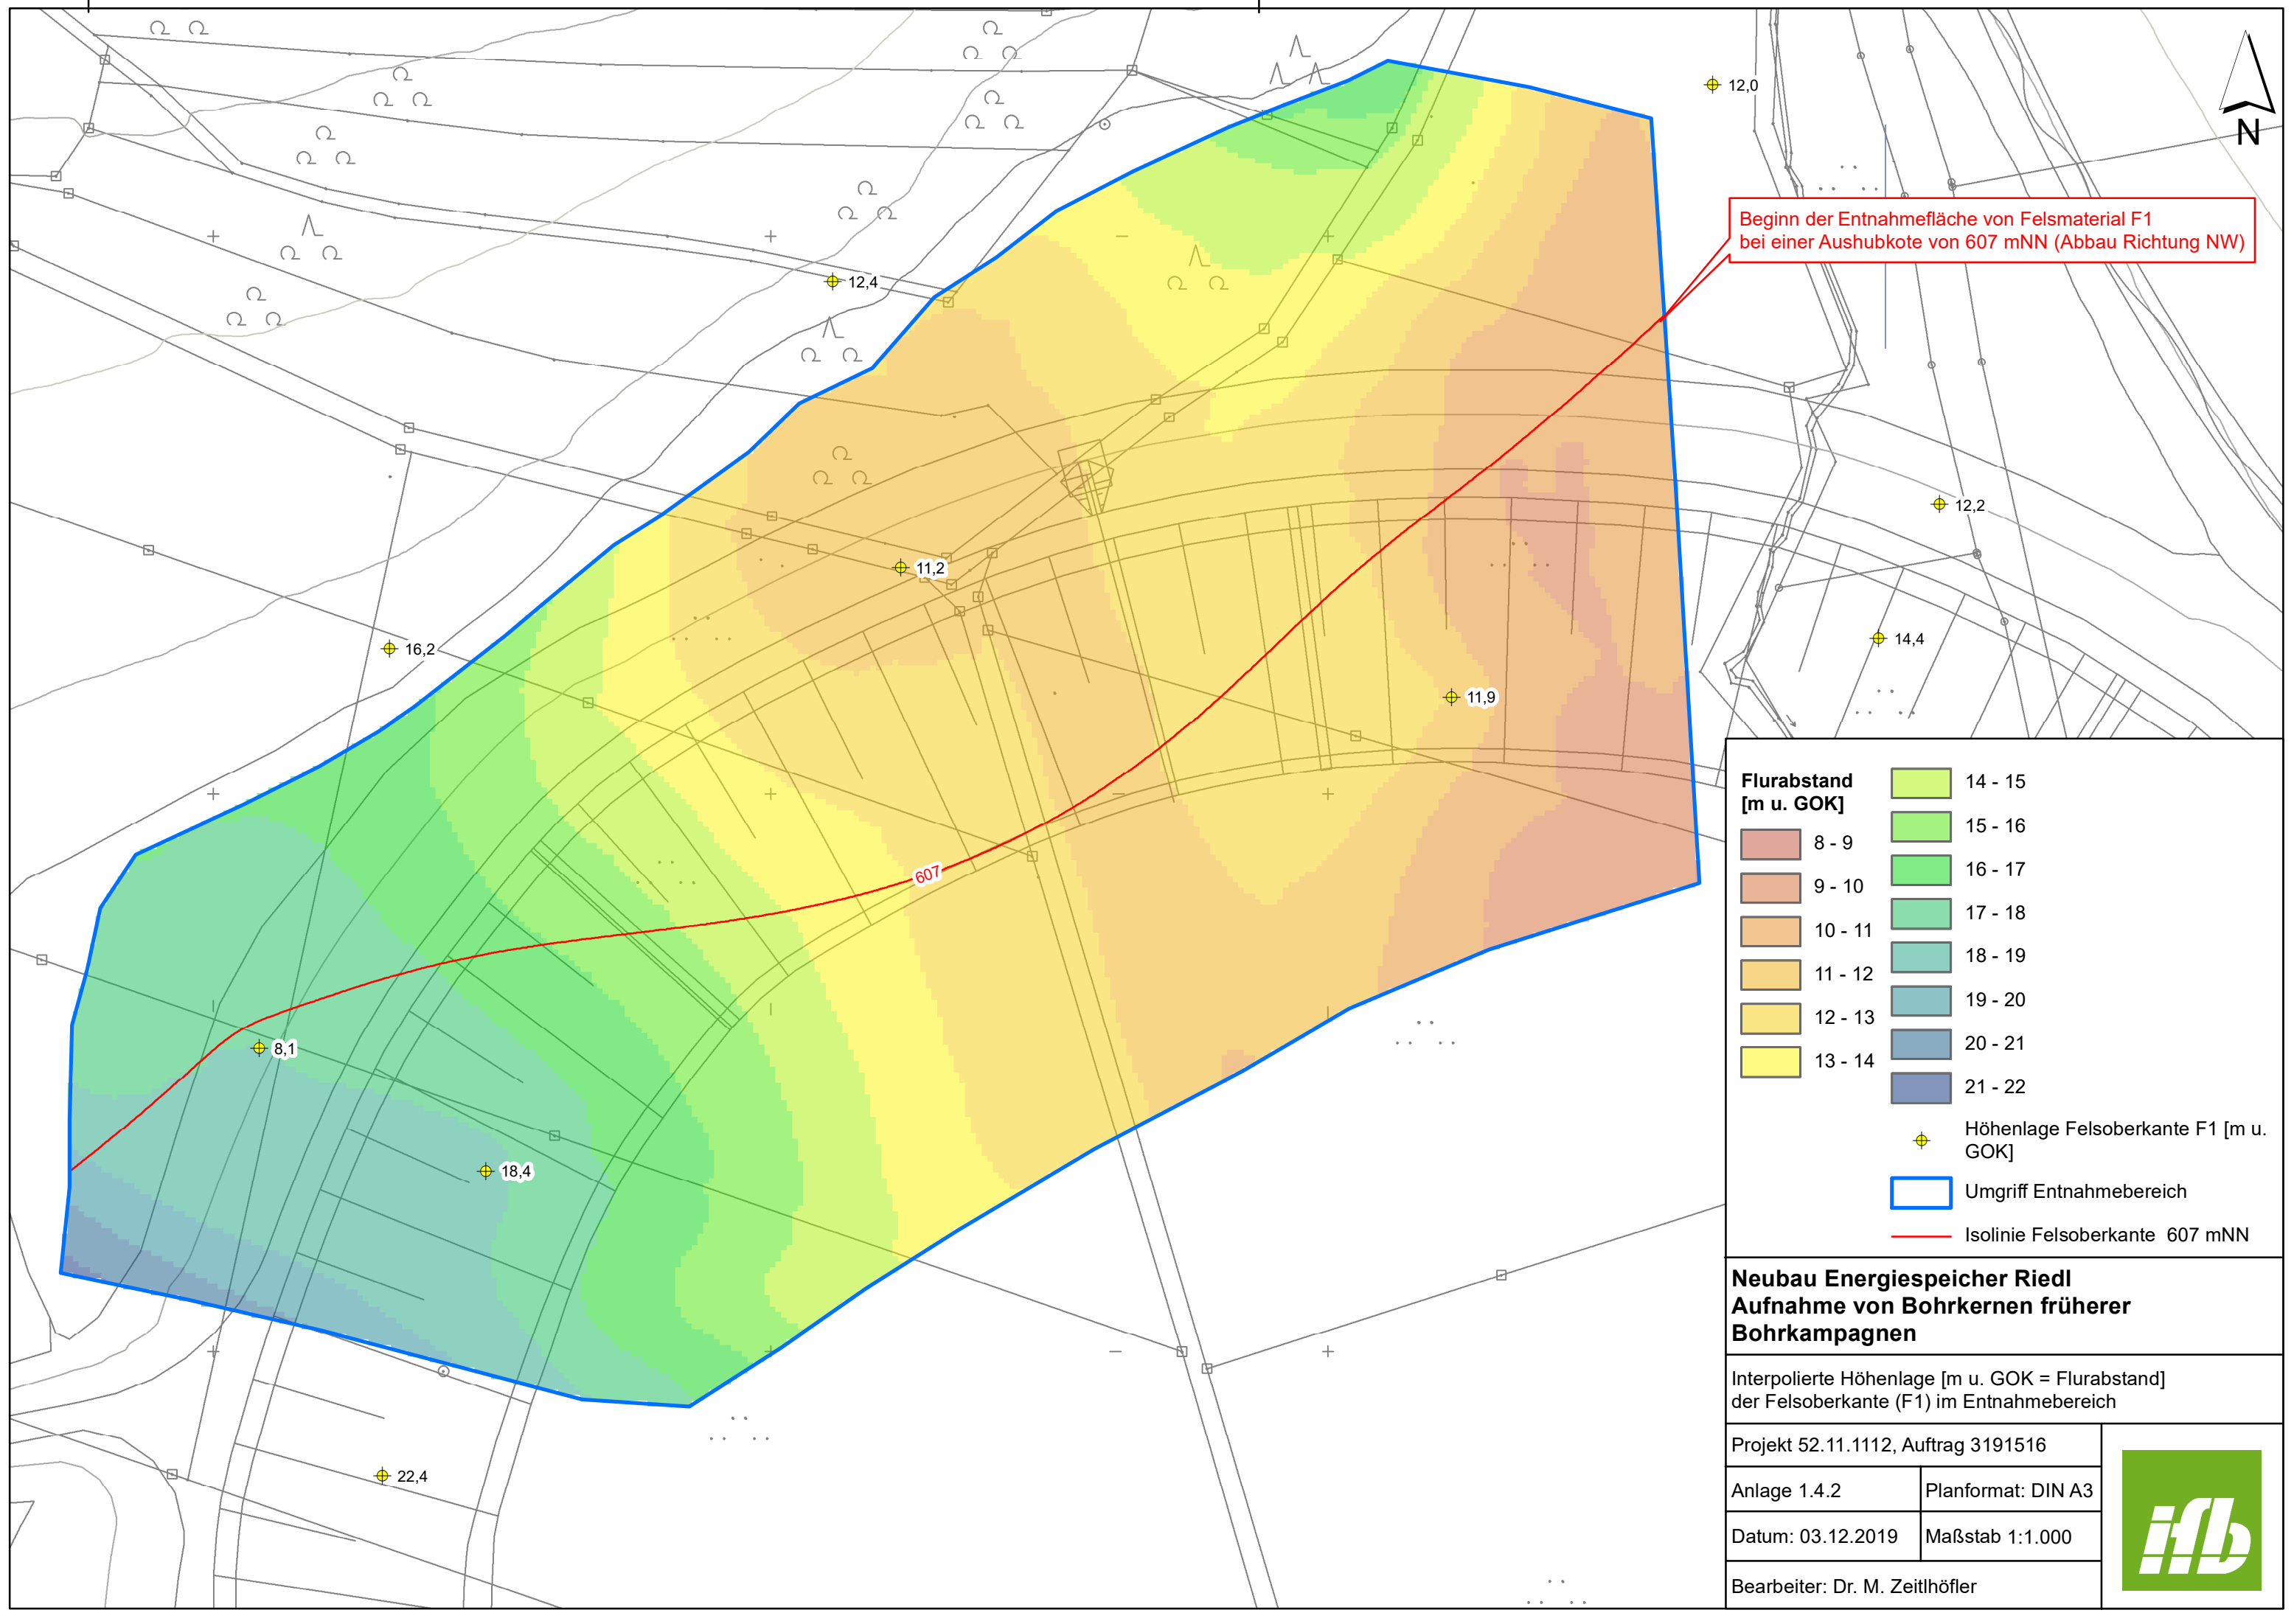 12,0
N
Beginn der Entnahmefläche von Felsmaterial F1
bei einer Aushubkote von 607 mNN (Abbau Richtung NW)
12,4
12,2
11,2
16,2
14,4
11,9
607
8,1
18,4
22,4
Flurabstand
[m u. GOK]
8 - 9
9 - 10
10 - 11
11 - 12
12 - 13
13 - 14
14 - 15
15 - 16
16 - 17
17 - 18
18 - 19
19 - 20
20 - 21
21 - 22
Höhenlage Felsoberkante F1 [m u.
GOK]
Umgriff Entnahmebereich
Isolinie Felsoberkante 607 mNN
Neubau Energiespeicher Riedl
Aufnahme von Bohrkernen früherer
Bohrkampagnen
Interpolierte Höhenlage [m u. GOK = Flurabstand]
der Felsoberkante (F1) im Entnahmebereich
Projekt 52.11.1112, Auftrag 3191516
Anlage 1.4.2
Planformat: DIN A3
Datum: 03.12.2019
Maßstab 1:1.000
Bearbeiter: Dr. M. Zeitlhöfler
ifb